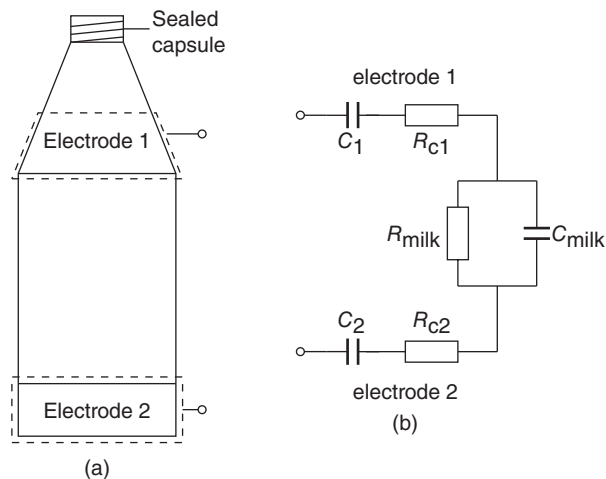 Sealed
capsule
Electrode 1
Electrode 2
(a)
electrode 1
C1
Rc1
Rmilk
Cmilk
C2
Rc2
electrode 2
(b)